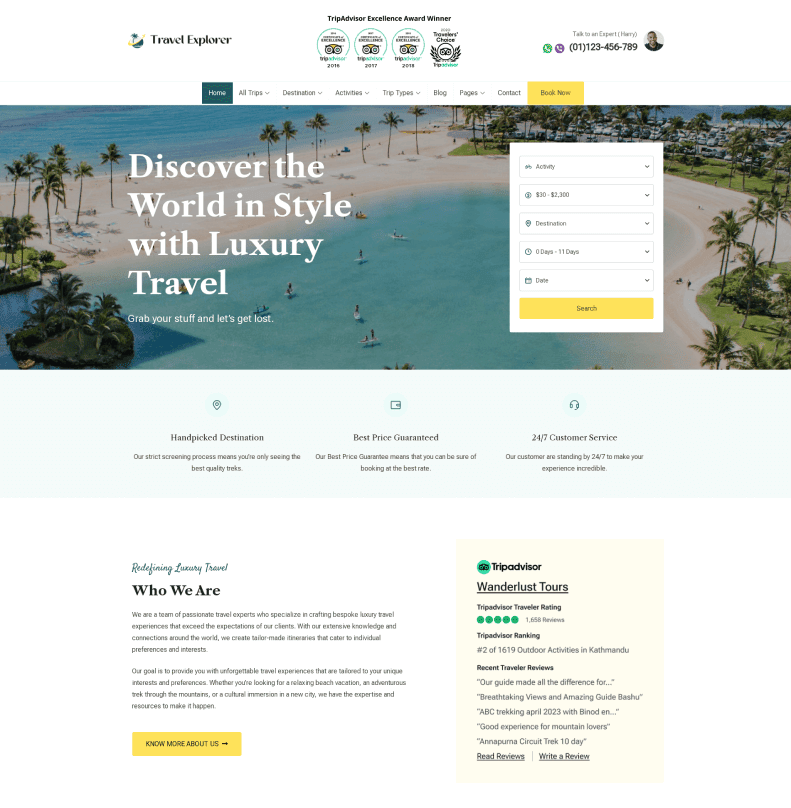 TripAdvisor Excellence Award Winner
Travel Explorer
2016
2017
2018
Travelers'
Choice
Tripadvisor
Talk to an Expert (Harry)
(01)123-456-789
Home
All Trips
Destination
Activities
Trip Types
Blog
Pages
Contact
Book Now
Discover the
World in Style
with Luxury
Travel
Grab your stuff and let's get lost.
Activity
$30 - $2,300
Destination
0 Days - 11 Days
Date
Search
Handpicked Destination
Our strict screening process means you're only seeing the
best quality treks.
Best Price Guaranteed
Our Best Price Guarantee means that you can be sure of
booking at the best rate.
24/7 Customer Service
Our customer are standing by 24/7 to make your
experience incredible.
Redefining Luxury Travel
Who We Are
We are a team of passionate travel experts who specialize in crafting bespoke luxury travel
experiences that exceed the expectations of our clients. With our extensive knowledge and
connections around the world, we create tailor-made itineraries that cater to individual
preferences and interests.
Our goal is to provide you with unforgettable travel experiences that are tailored to your unique
interests and preferences. Whether you're looking for a relaxing beach vacation, an adventurous
trek through the mountains, or a cultural immersion in a new city, we have the expertise and
resources to make it happen.
KNOW MORE ABOUT US
Tripadvisor
Wanderlust Tours
Tripadvisor Traveler Rating
1,658 Reviews
Tripadvisor Ranking
#2 of 1619 Outdoor Activities in Kathmandu
Recent Traveler Reviews
"Our guide made all the difference for..."
"Breathtaking Views and Amazing Guide Bashu"
"ABC trekking april 2023 with Binod en..."
"Good experience for mountain lovers"
"Annapurna Circuit Trek 10 day"
Read Reviews
Write a Review